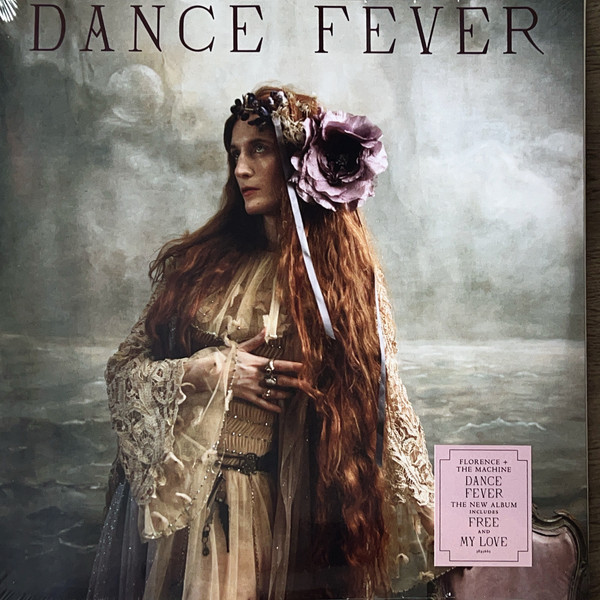 DANCE FEVER
FLORENCE +
THE MACHINE
DANCE
FEVER
THE NEW ALBUM
INCLUDES
FREE
AND
MY LOVE